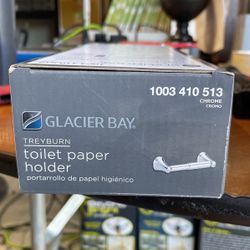 1003 410 513
CHROME
CROMO
GLACIER BAY®
TREYBURN
toilet paper
holder
portarrollo de papel higiénico